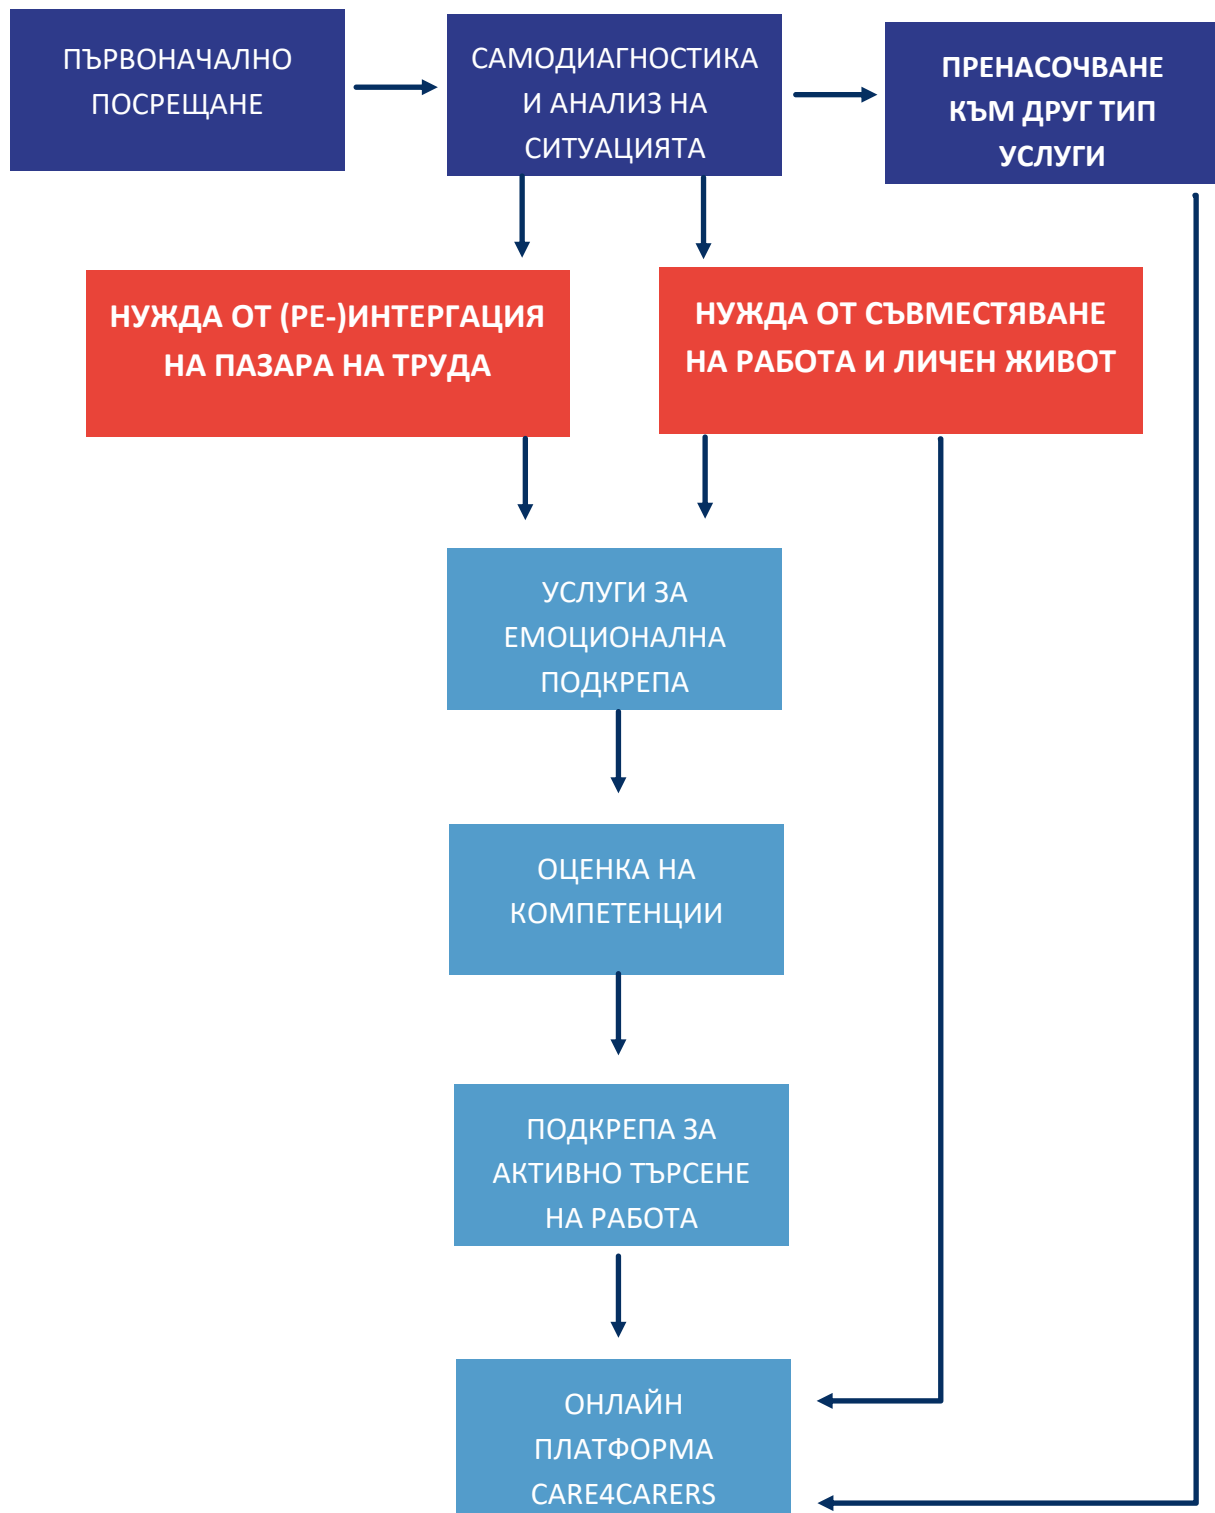 ПЪРВОНАЧАЛНО
ПОСРЕЩАНЕ
САМОДИАГНОСТИКА
И АНАЛИЗ НА
СИТУАЦИЯТА
ПРЕНАСОЧВАНЕ
КЪМ ДРУГ ТИП
УСЛУГИ
НУЖДА ОТ (РЕ-)ИНТЕРГАЦИЯ
НА ПАЗАРА НА ТРУДА
НУЖДА ОТ СЪВМЕСТЯВАНЕ
НА РАБОТА И ЛИЧЕН ЖИВОТ
УСЛУГИ ЗА
ЕМОЦИОНАЛНА
ПОДКРЕПА
ОЦЕНКА НА
КОМПЕТЕНЦИИ
ПОДКРЕПА ЗА
АКТИВНО ТЪРСЕНЕ
НА РАБОТА
ОНЛАЙН
ПЛАТФОРМА
CARE4CARERS